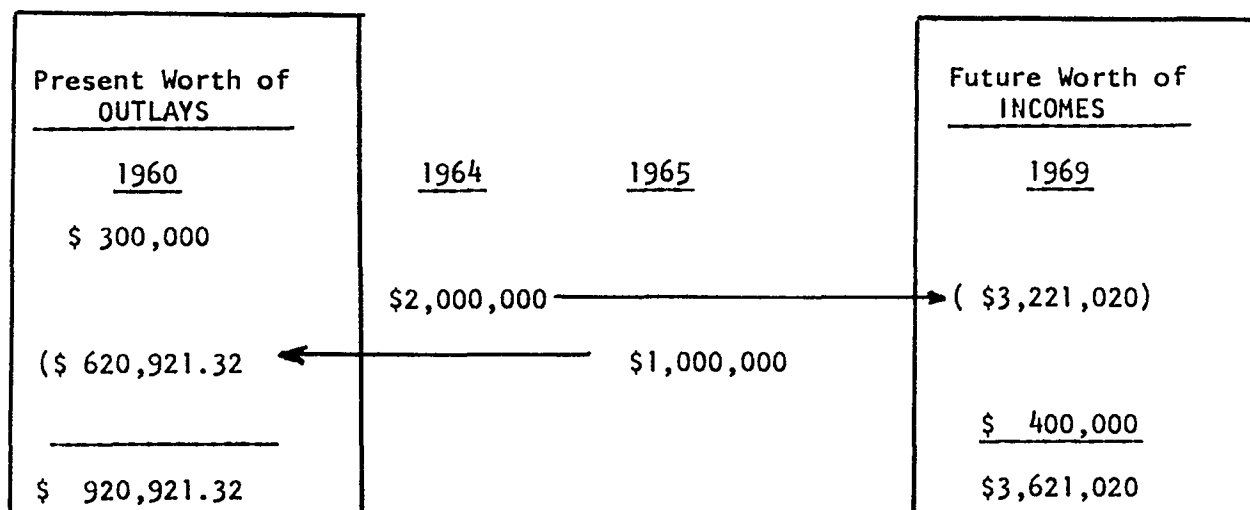 Present Worth of Future Worth of
OUTLAYS INCOMES
1960 1964 1965 1969
$ 300,000
$2,000,000 ( $3,221,020)
($ 620,921.32 $1,000,000
$ 400,000
$ 920,921.32 $3,621,020